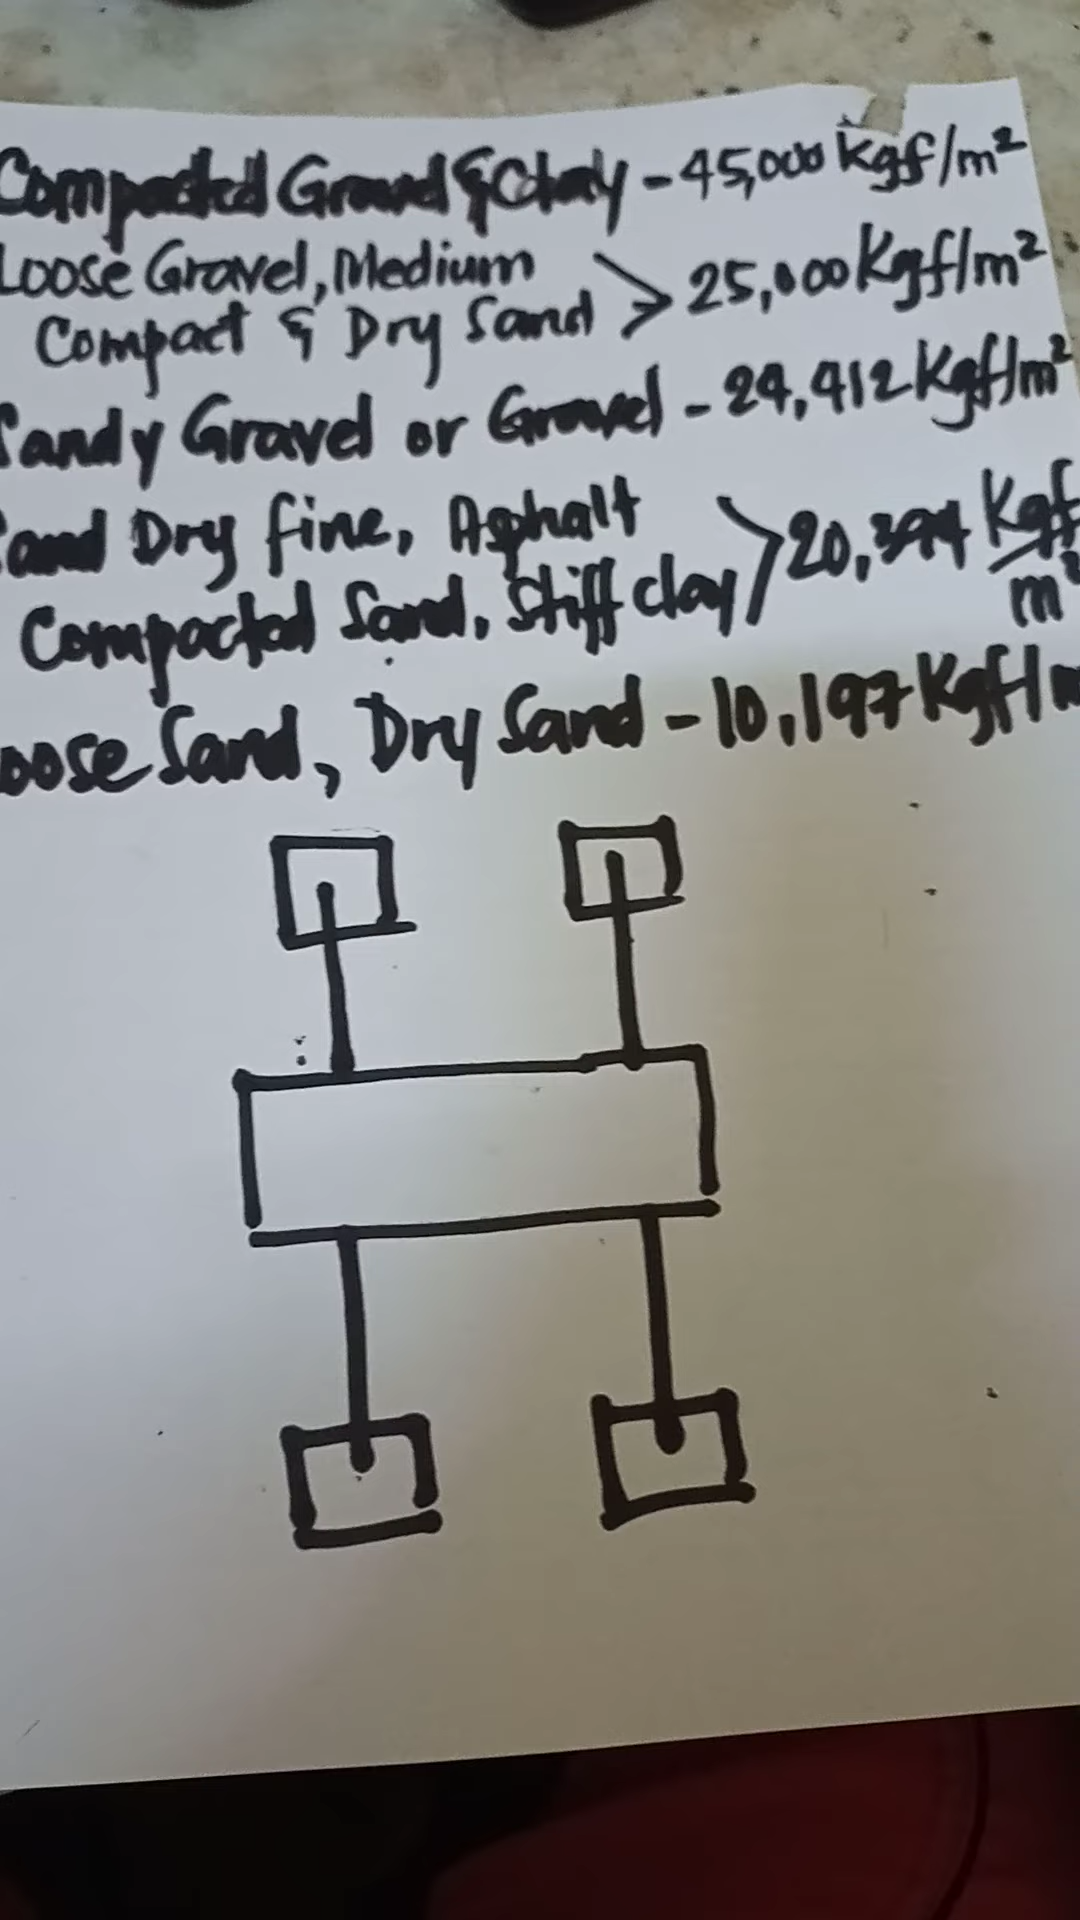 Compacted Gravel & Clay - 45,000 kgf/m²
Loose Gravel, Medium
Compact & Dry Sand > 25,000 Kgf/m²
Sandy Gravel or Gravel - 24,412 Kgf/m²
Sand Dry fine, Asphalt
Compacted Sand, Stiff clay > 20,394 Kgf/m²
oose Sand, Dry Sand - 10,197 Kgf/m